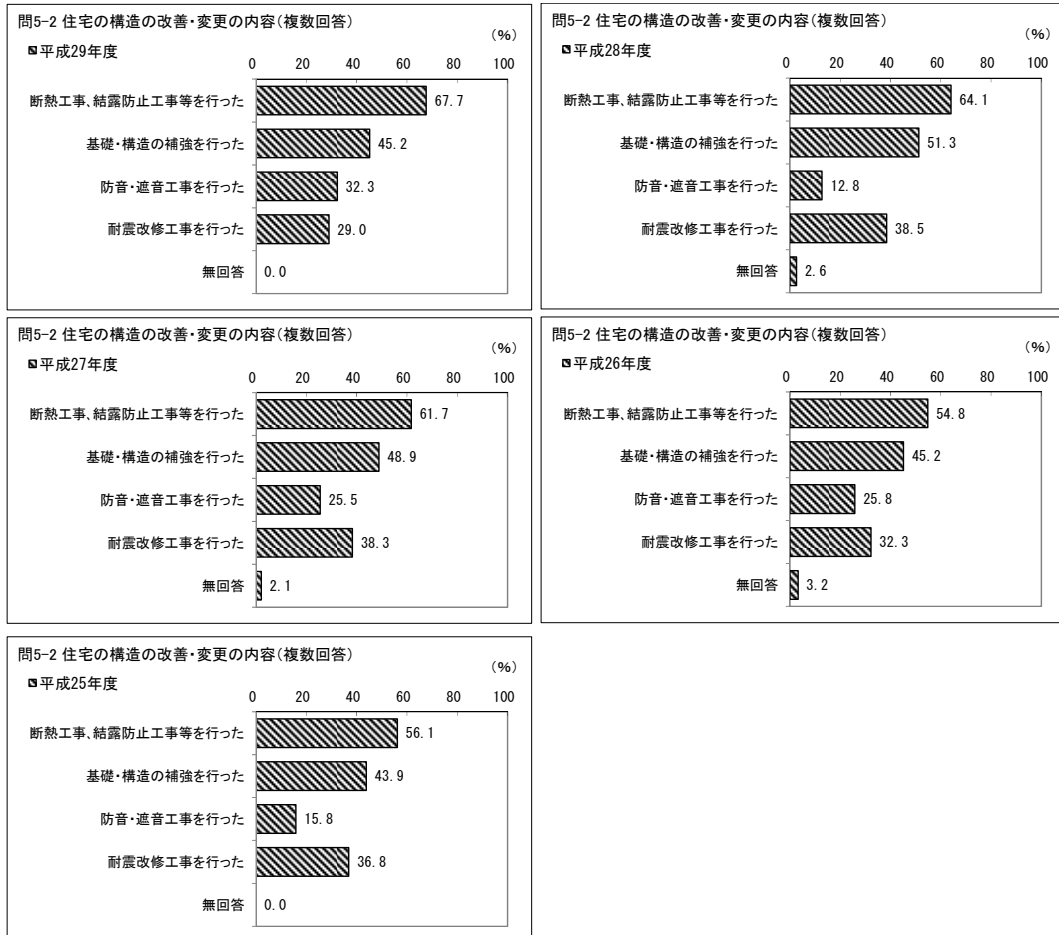 問5-2 住宅の構造の改善・変更の内容(複数回答)
(%)
平成29年度
0 20 40 60 80 100
断熱工事、結露防止工事等を行った 67.7
基礎・構造の補強を行った 45.2
防音・遮音工事を行った 32.3
耐震改修工事を行った 29.0
無回答 0.0
問5-2 住宅の構造の改善・変更の内容(複数回答)
(%)
平成28年度
0 20 40 60 80 100
断熱工事、結露防止工事等を行った 64.1
基礎・構造の補強を行った 51.3
防音・遮音工事を行った 12.8
耐震改修工事を行った 38.5
無回答 2.6
問5-2 住宅の構造の改善・変更の内容(複数回答)
(%)
平成27年度
0 20 40 60 80 100
断熱工事、結露防止工事等を行った 61.7
基礎・構造の補強を行った 48.9
防音・遮音工事を行った 25.5
耐震改修工事を行った 38.3
無回答 2.1
問5-2 住宅の構造の改善・変更の内容(複数回答)
(%)
平成26年度
0 20 40 60 80 100
断熱工事、結露防止工事等を行った 54.8
基礎・構造の補強を行った 45.2
防音・遮音工事を行った 25.8
耐震改修工事を行った 32.3
無回答 3.2
問5-2 住宅の構造の改善・変更の内容(複数回答)
(%)
平成25年度
0 20 40 60 80 100
断熱工事、結露防止工事等を行った 56.1
基礎・構造の補強を行った 43.9
防音・遮音工事を行った 15.8
耐震改修工事を行った 36.8
無回答 0.0